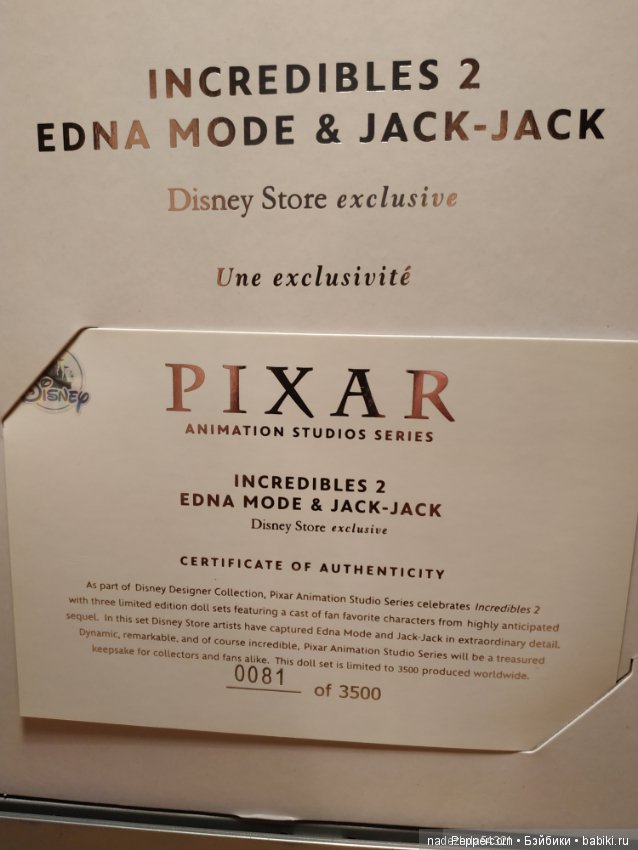 INCREDIBLES 2
EDNA MODE & JACK-JACK
Disney Store exclusive
Une exclusivité
Disney
PIXAR
ANIMATION STUDIOS SERIES
INCREDIBLES 2
EDNA MODE & JACK-JACK
Disney Store exclusive
CERTIFICATE OF AUTHENTICITY
As part of Disney Designer Collection, Pixar Animation Studio Series celebrates Incredibles 2
with three limited edition doll sets featuring a cast of fan favorite characters from highly anticipated
sequel. In this set Disney Store artists have captured Edna Mode and Jack-Jack in extraordinary detail.
Dynamic, remarkable, and of course incredible, Pixar Animation Studio Series will be a treasured
keepsake for collectors and fans alike. This doll set is limited to 3500 produced worldwide.
0081 of 3500
• Бэйбики • babiki.ru